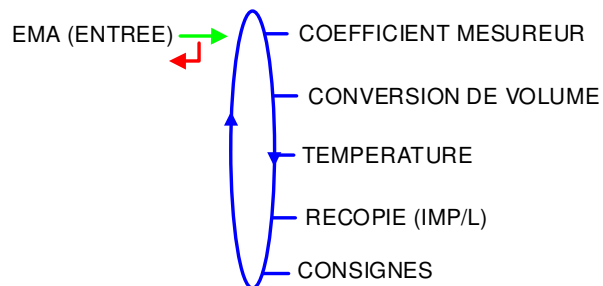 EMA (ENTREE)
COEFFICIENT MESUREUR
CONVERSION DE VOLUME
TEMPERATURE
RECOPIE (IMP/L)
CONSIGNES